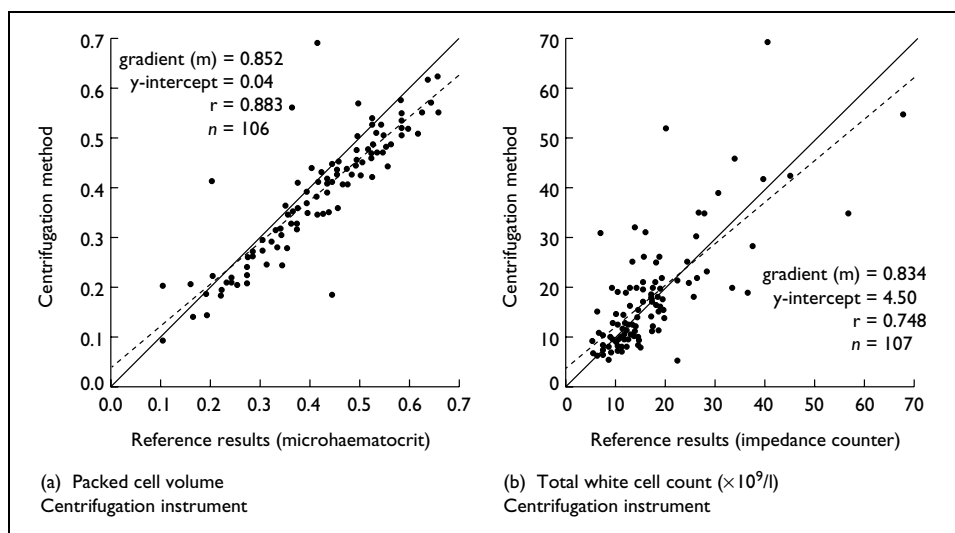 0.7
0.6
0.5
0.4
0.3
0.2
0.1
0.0
Centrifugation method
gradient (m) = 0.852
y-intercept = 0.04
r = 0.883
n = 106
0.0 0.1 0.2 0.3 0.4 0.5 0.6 0.7
Reference results (microhaematocrit)
(a) Packed cell volume
Centrifugation instrument
70
60
50
40
30
20
10
0
Centrifugation method
gradient (m) = 0.834
y-intercept = 4.50
r = 0.748
n = 107
0 10 20 30 40 50 60 70
Reference results (impedance counter)
(b) Total white cell count (×10⁹/l)
Centrifugation instrument